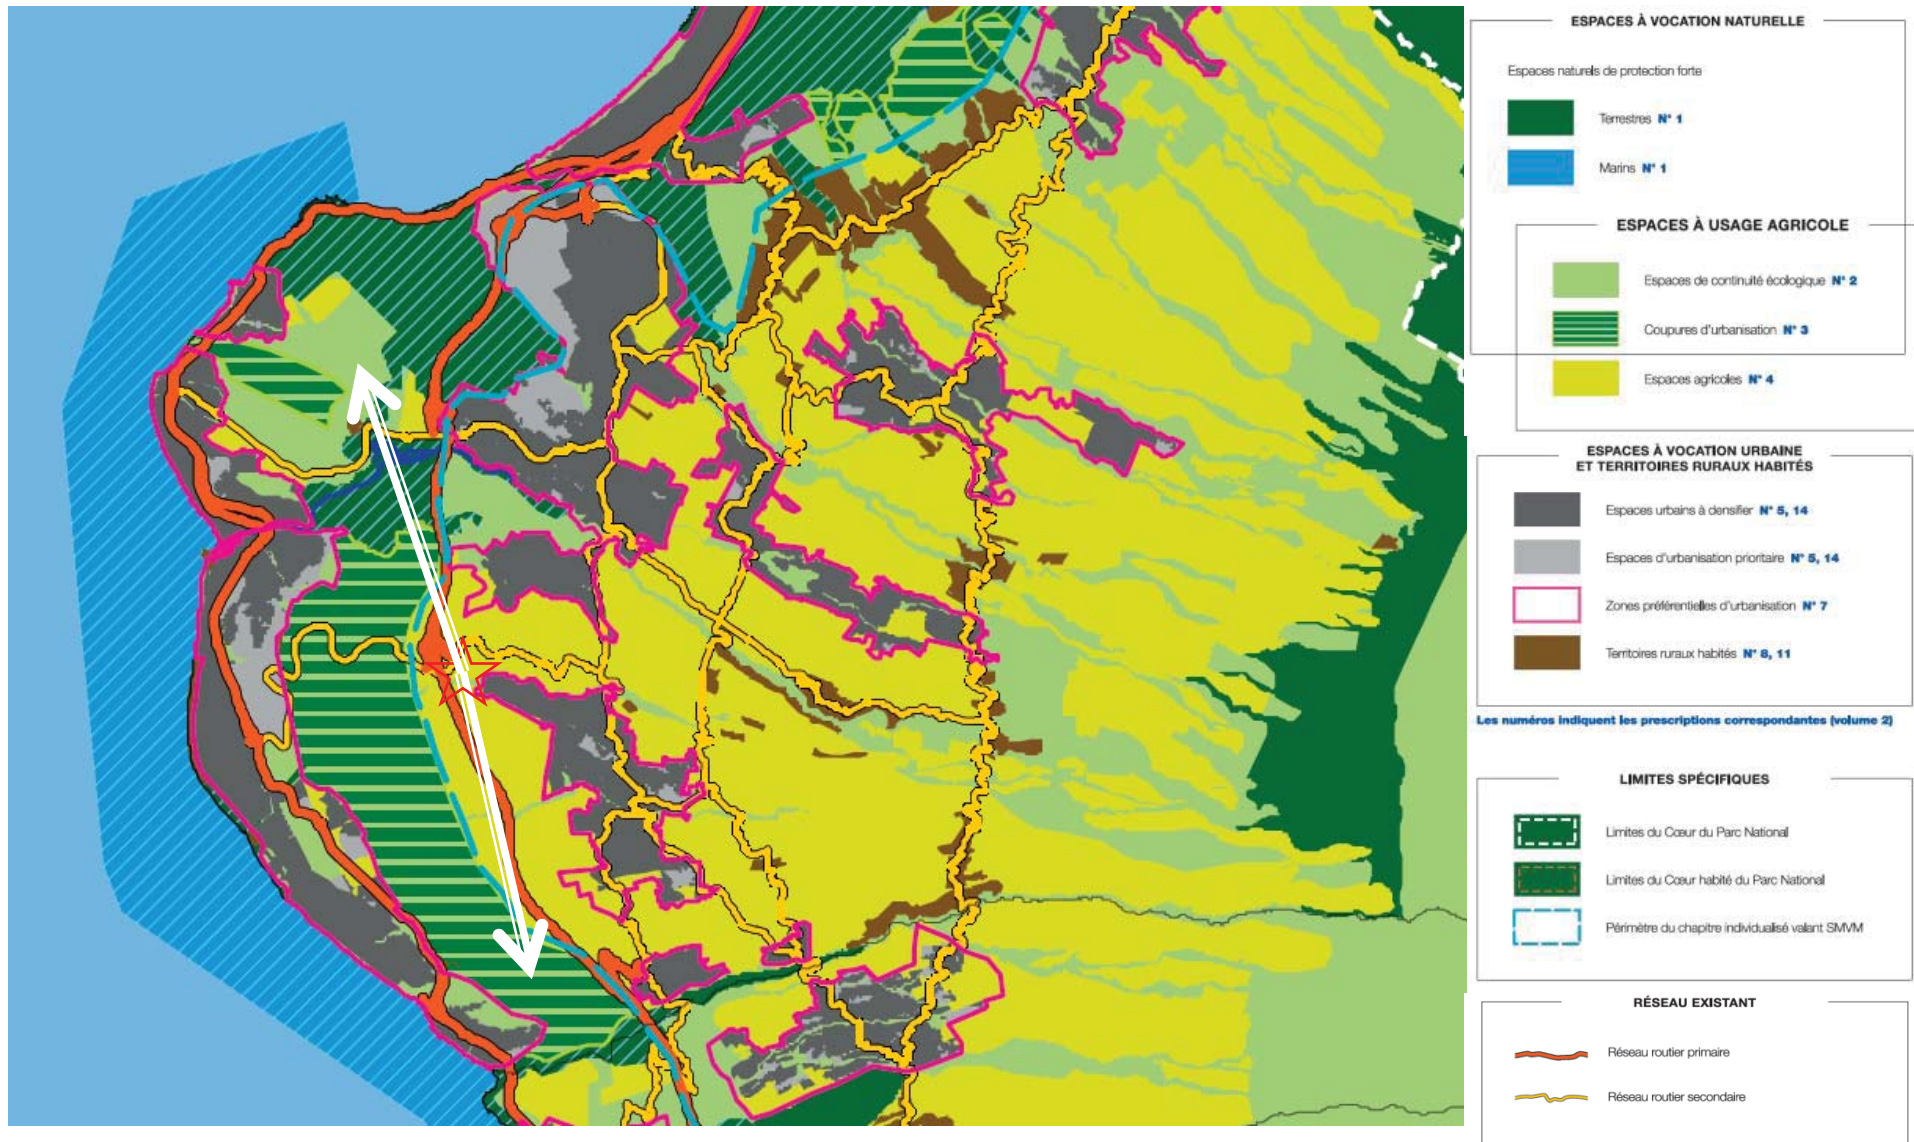 ESPACES À VOCATION NATURELLE
Espaces naturels de protection forte
Terrestres N° 1
Marins N° 1
ESPACES À USAGE AGRICOLE
Espaces de continuité écologique N° 2
Coupures d'urbanisation N° 3
Espaces agricoles N° 4
ESPACES À VOCATION URBAINE
ET TERRITOIRES RURAUX HABITÉS
Espaces urbains à densifier N° 5, 14
Espaces d'urbanisation prioritaire N° 5, 14
Zones préférentielles d'urbanisation N° 7
Territoires ruraux habités N° 8, 11
Les numéros indiquent les prescriptions correspondantes (volume 2)
LIMITES SPÉCIFIQUES
Limites du Cœur du Parc National
Limites du Cœur habité du Parc National
Périmètre du chapitre individualisé valant SMVM
RÉSEAU EXISTANT
Réseau routier primaire
Réseau routier secondaire